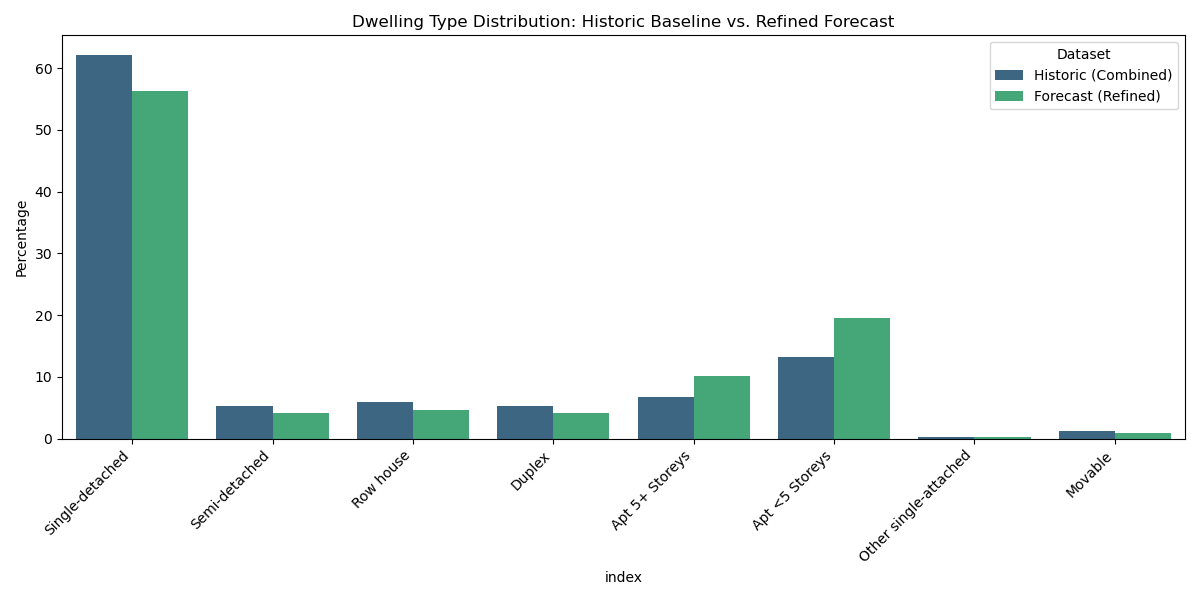 Dwelling Type Distribution: Historic Baseline vs. Refined Forecast
Dataset
Historic (Combined)
Forecast (Refined)
Percentage
60
50
40
30
20
10
0
Single-detached
Semi-detached
Row house
Duplex
Apt 5+ Storeys
Apt <5 Storeys
Other single-attached
Movable
index